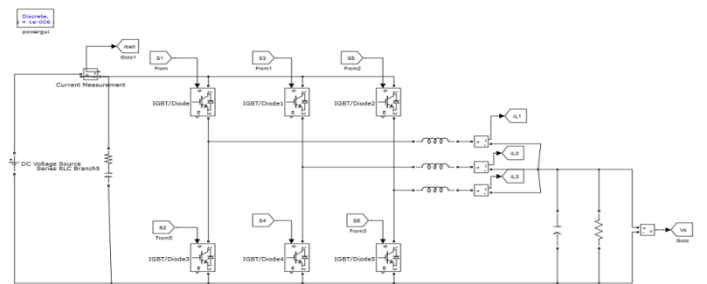 Discrete,
s = 1e-006
powergui
Ibatt
Goto1
Current Measurement
S1
From
S3
From1
S5
From2
IGBT/Diode
IGBT/Diode1
IGBT/Diode2
iL1
iL2
iL3
DC Voltage Source
Series RLC Branch5
S2
From5
S4
S6
From3
IGBT/Diode3
IGBT/Diode4
IGBT/Diode5
Vo
Goto